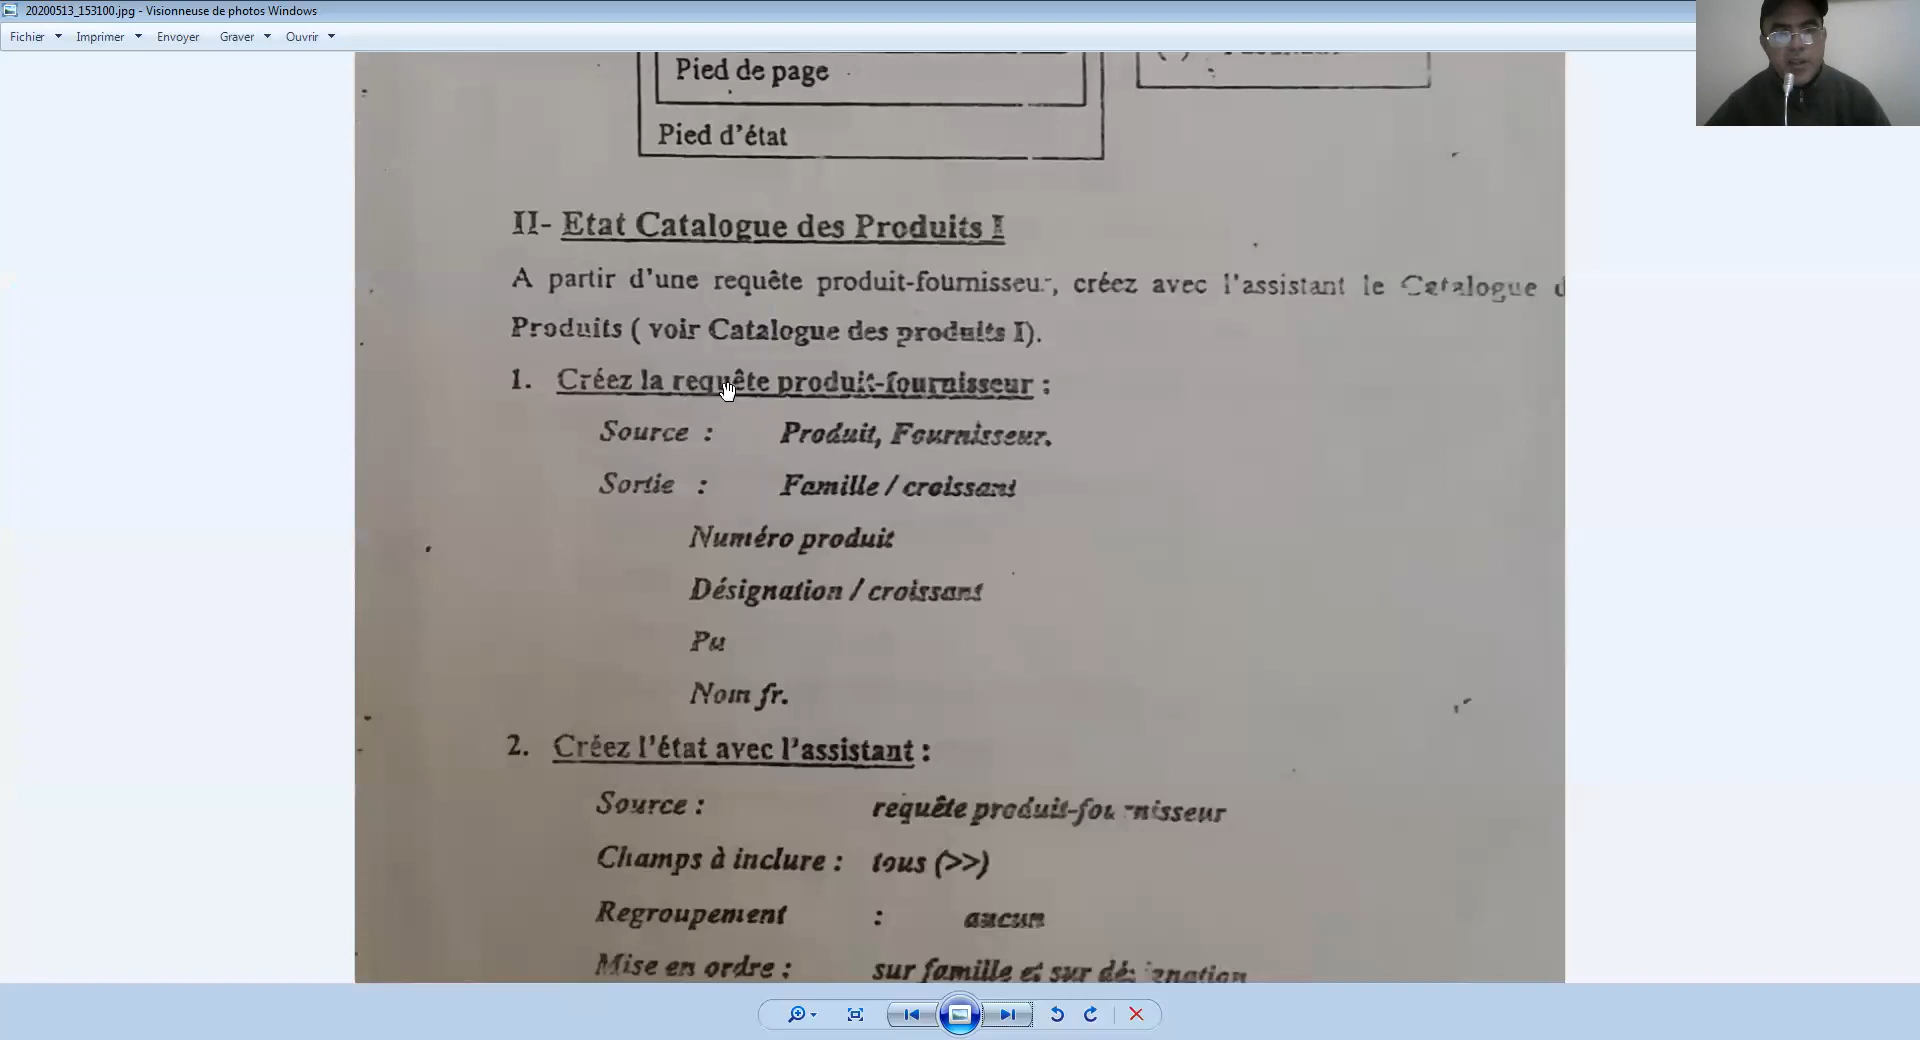 20200513_153100.jpg - Visionneuse de photos Windows
Fichier Imprimer Envoyer Graver Ouvrir
Pied de page
Pied d'état
II- Etat Catalogue des Produits I
A partir d'une requête produit-fournisseur, créez avec l'assistant le Catalogue d
Produits ( voir Catalogue des produits I).
1. Créez la requête produit-fournisseur :
Source : Produit, Fournisseur.
Sortie : Famille / croissant
Numéro produit
Désignation / croissant
Pu
Nom fr.
2. Créez l'état avec l'assistant :
Source : requête produit-fournisseur
Champs à inclure : tous (>>)
Regroupement : aucun
Mise en ordre : sur famille et sur désignation